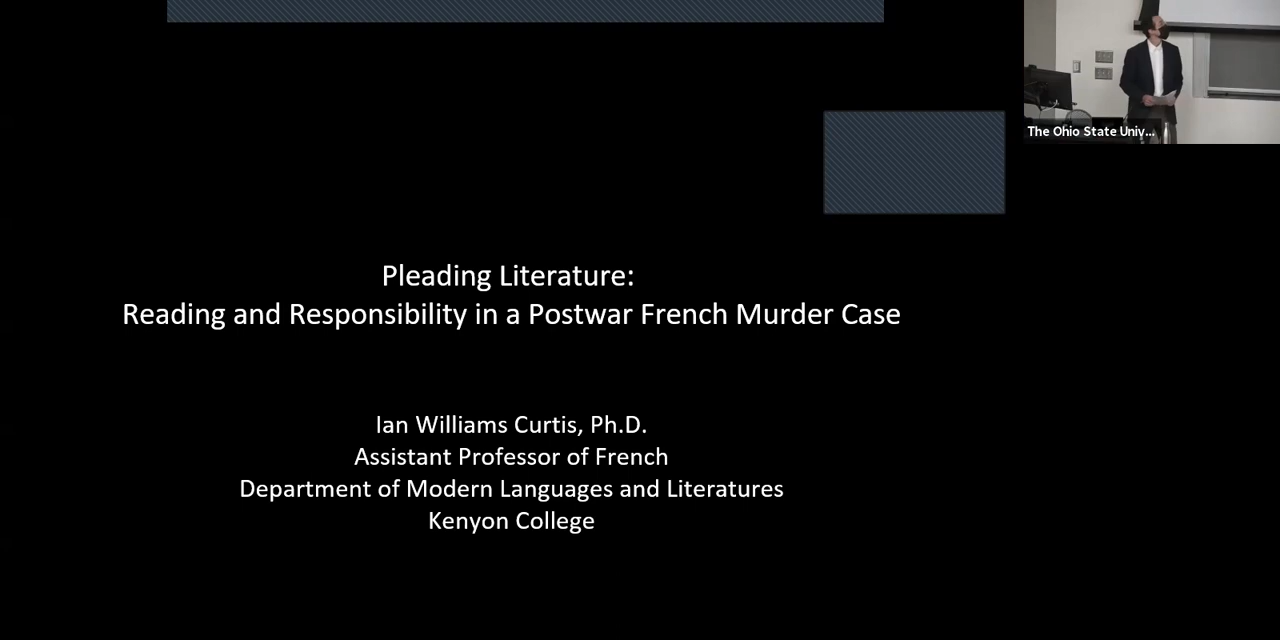 The Ohio State Univ...
Pleading Literature:
Reading and Responsibility in a Postwar French Murder Case
Ian Williams Curtis, Ph.D.
Assistant Professor of French
Department of Modern Languages and Literatures
Kenyon College